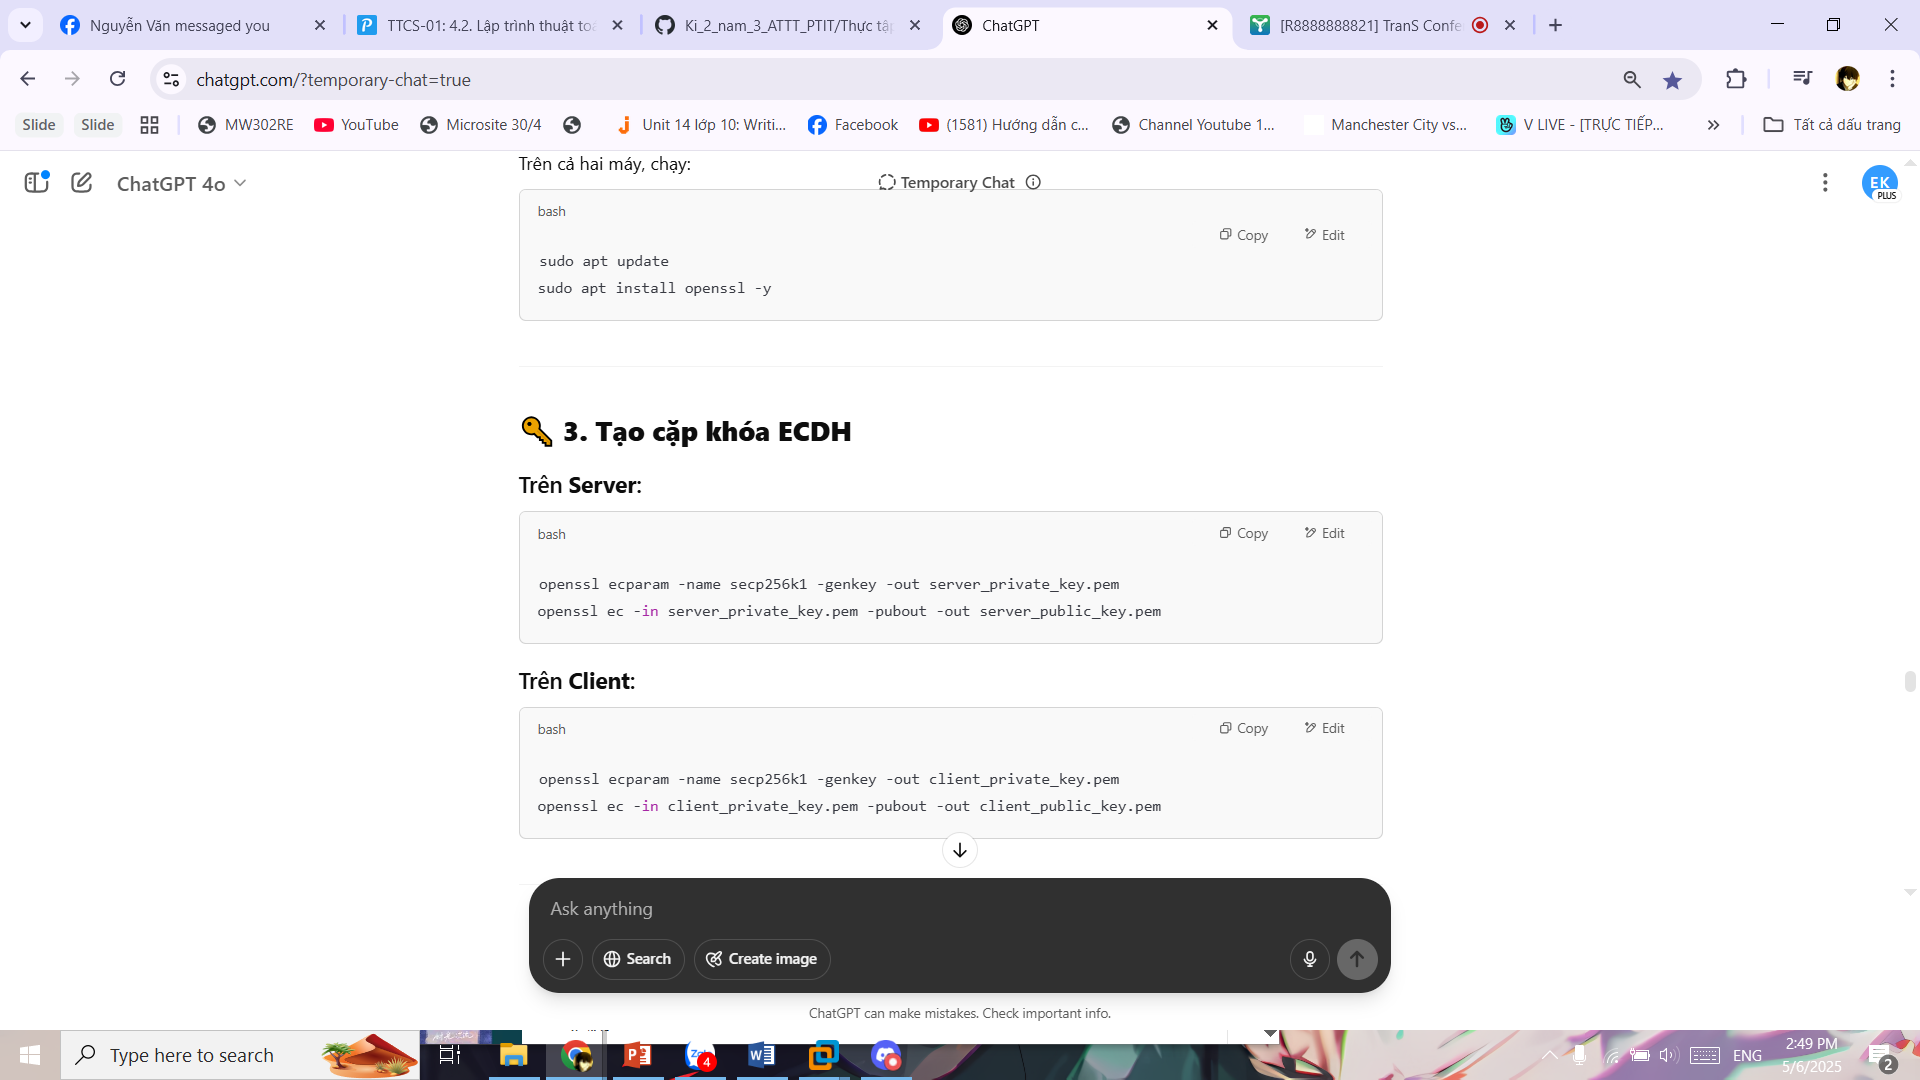 Nguyễn Văn messaged you
TTCS-01: 4.2. Lập trình thuật toá
Ki_2_nam_3_ATTT_PTIT/Thực tập
ChatGPT
[R8888888821] TranS Confe
chatgpt.com/?temporary-chat=true
Slide
Slide
MW302RE
YouTube
Microsite 30/4
Unit 14 lớp 10: Writi...
Facebook
(1581) Hướng dẫn c...
Channel Youtube 1...
Manchester City vs...
V LIVE - [TRỰC TIẾP...
Tất cả dấu trang
ChatGPT 4o
Temporary Chat
EK
PLUS
Trên cả hai máy, chạy:
bash
Copy
Edit
sudo apt update
sudo apt install openssl -y
3. Tạo cặp khóa ECDH
Trên Server:
bash
Copy
Edit
openssl ecparam -name secp256k1 -genkey -out server_private_key.pem
openssl ec -in server_private_key.pem -pubout -out server_public_key.pem
Trên Client:
bash
Copy
Edit
openssl ecparam -name secp256k1 -genkey -out client_private_key.pem
openssl ec -in client_private_key.pem -pubout -out client_public_key.pem
Ask anything
Search
Create image
ChatGPT can make mistakes. Check important info.
Type here to search
4
ENG
2:49 PM
5/6/2025
2